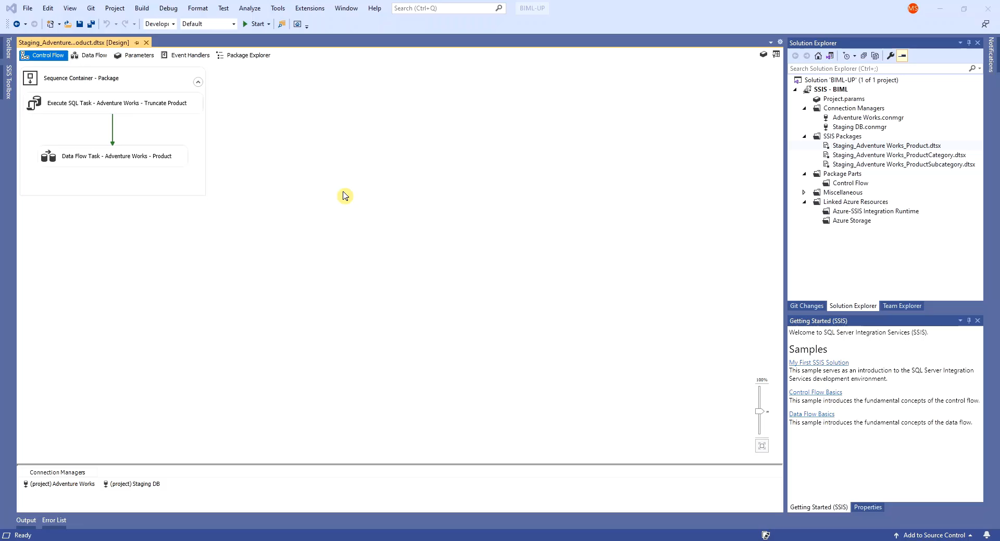 File Edit View Git Project Build Debug Format Test Analyze Tools Extensions Window Help Search (Ctrl+Q) BIML-UP MS
Default Start
Staging_Adventure...oduct.dtsx [Design]
Control Flow Data Flow Parameters Event Handlers Package Explorer
Toolbox
SSIS Toolbox
Sequence Container - Package
Execute SQL Task - Adventure Works - Truncate Product
Data Flow Task - Adventure Works - Product
100%
Connection Managers
(project) Adventure Works (project) Staging DB
Solution Explorer
Search Solution Explorer (Ctrl+;)
Solution 'BIML-UP' (1 of 1 project)
SSIS - BIML
Project.params
Connection Managers
Adventure Works.conmgr
Staging DB.conmgr
SSIS Packages
Staging_Adventure Works_Product.dtsx
Staging_Adventure Works_ProductCategory.dtsx
Staging_Adventure Works_ProductSubcategory.dtsx
Package Parts
Control Flow
Miscellaneous
Linked Azure Resources
Azure-SSIS Integration Runtime
Azure Storage
Git Changes Solution Explorer Team Explorer
Getting Started (SSIS)
Welcome to SQL Server Integration Services (SSIS).
Samples
My First SSIS Solution
This sample serves as an introduction to the SQL Server Integration
Services development environment.
Control Flow Basics
This sample introduces the fundamental concepts of the control flow.
Data Flow Basics
This sample introduces the fundamental concepts of the data flow.
Getting Started (SSIS) Properties
Notifications
Output Error List
Ready Add to Source Control